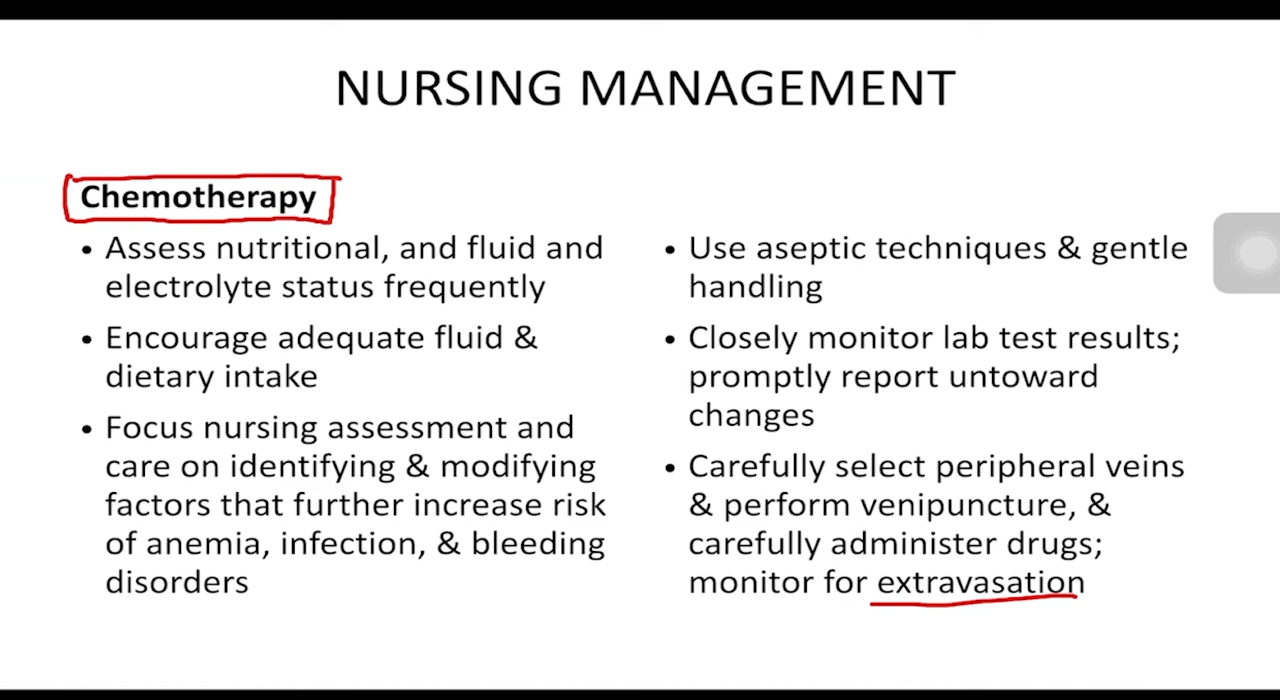 NURSING MANAGEMENT
Chemotherapy
• Assess nutritional, and fluid and
electrolyte status frequently
• Encourage adequate fluid &
dietary intake
• Focus nursing assessment and
care on identifying & modifying
factors that further increase risk
of anemia, infection, & bleeding
disorders
• Use aseptic techniques & gentle
handling
• Closely monitor lab test results;
promptly report untoward
changes
• Carefully select peripheral veins
& perform venipuncture, &
carefully administer drugs;
monitor for extravasation